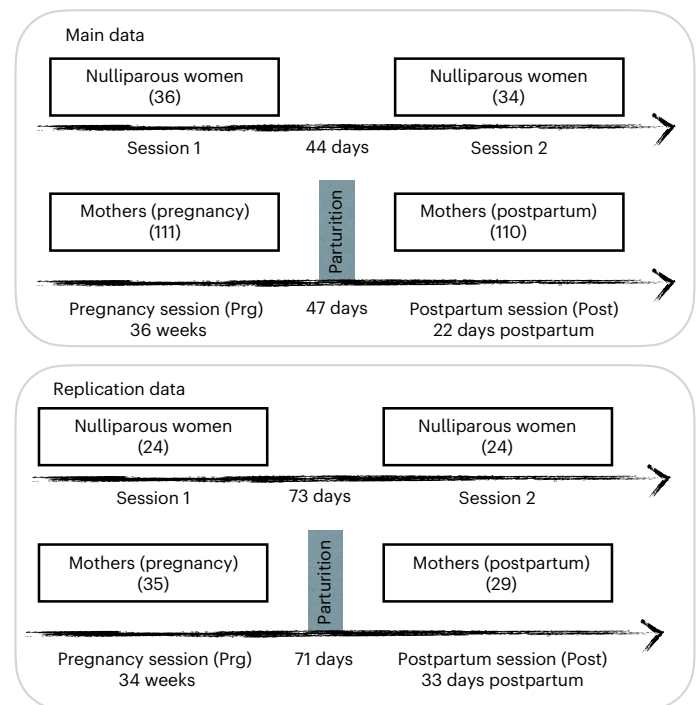 Main data
Nulliparous women
(36)
Nulliparous women
(34)
Session 1
44 days
Session 2
Mothers (pregnancy)
(111)
Parturition
Mothers (postpartum)
(110)
Pregnancy session (Prg)
36 weeks
47 days
Postpartum session (Post)
22 days postpartum
Replication data
Nulliparous women
(24)
Nulliparous women
(24)
Session 1
73 days
Session 2
Mothers (pregnancy)
(35)
Parturition
Mothers (postpartum)
(29)
Pregnancy session (Prg)
34 weeks
71 days
Postpartum session (Post)
33 days postpartum